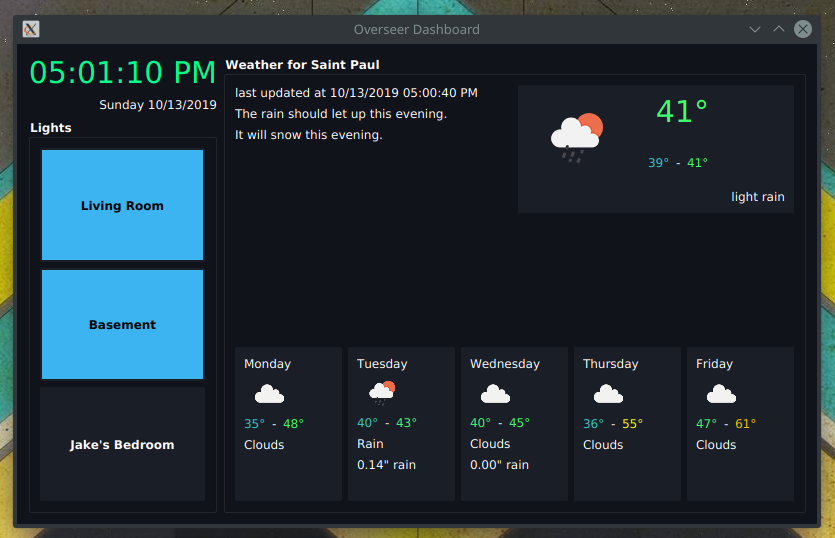 Overseer Dashboard
05:01:10 PM
Sunday 10/13/2019
Lights
Living Room
Basement
Jake's Bedroom
Weather for Saint Paul
last updated at 10/13/2019 05:00:40 PM
The rain should let up this evening.
It will snow this evening.
41°
39° - 41°
light rain
Monday
35° - 48°
Clouds
Tuesday
40° - 43°
Rain
0.14" rain
Wednesday
40° - 45°
Clouds
0.00" rain
Thursday
36° - 55°
Clouds
Friday
47° - 61°
Clouds